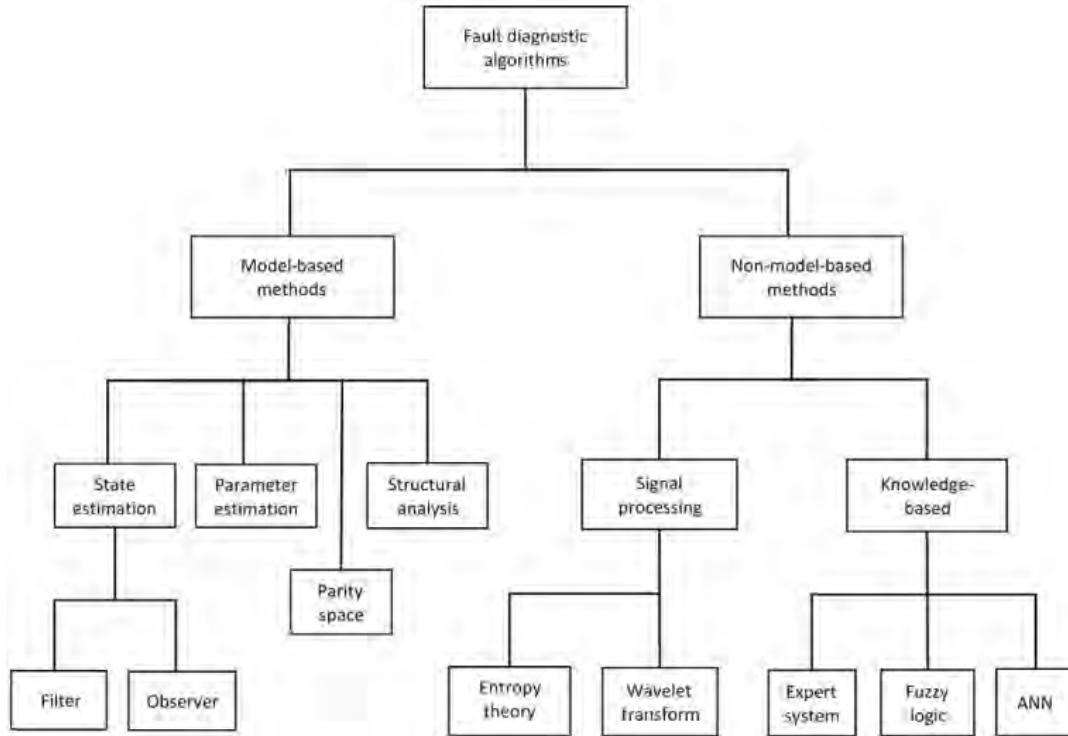 Fault diagnostic
algorithms
Model-based
methods
Non-model-based
methods
State
estimation
Parameter
estimation
Structural
analysis
Signal
processing
Knowledge-
based
Parity
space
Filter
Observer
Entropy
theory
Wavelet
transform
Expert
system
Fuzzy
logic
ANN